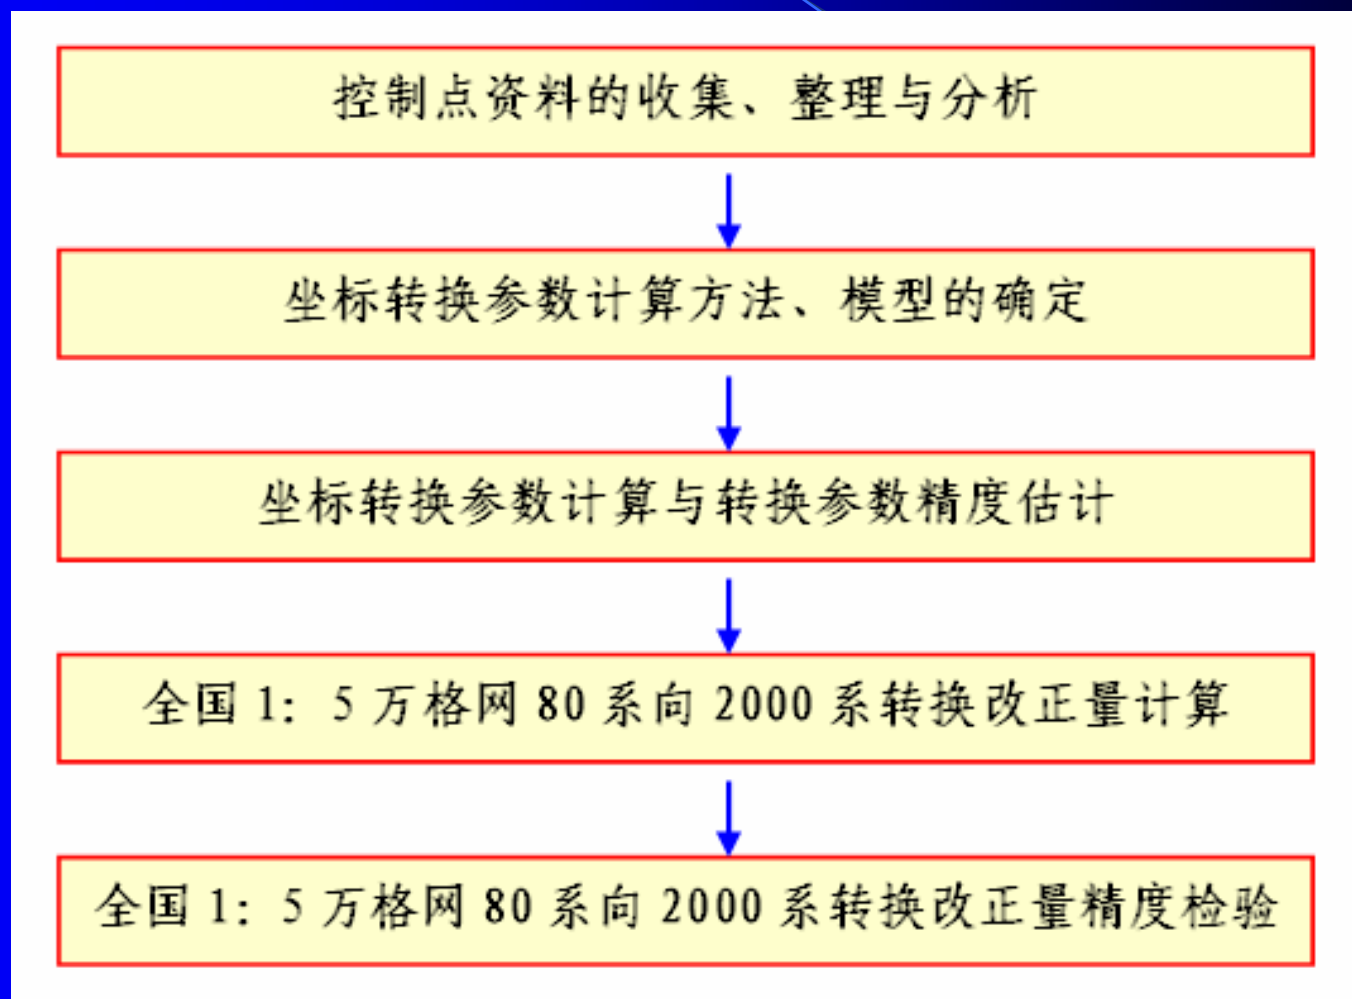 控制点资料的收集、整理与分析
坐标转换参数计算方法、模型的确定
坐标转换参数计算与转换参数精度估计
全国 1：5 万格网 80 系向 2000 系转换改正量计算
全国 1：5 万格网 80 系向 2000 系转换改正量精度检验